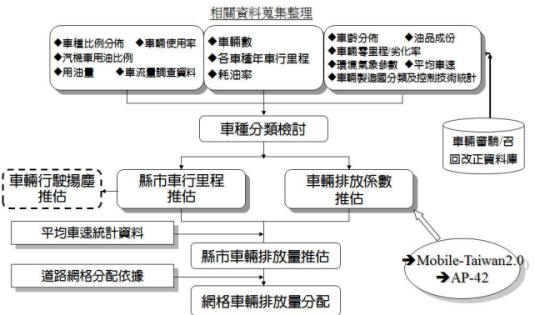 相關資料蒐集整理
◆車種比例分佈 ◆車輛使用率
◆汽機車用油比例
◆用油量 ◆車流量調查資料
◆車輛數
◆各車種年車行里程
◆耗油率
◆車齡分佈 ◆油品成份
◆車輛零里程/劣化率
◆環境氣象參數 ◆平均車速
◆車輛製造國分類及控制技術統計
車種分類檢討
車輛審驗/召
回改正資料庫
車輛行駛揚塵
推估
縣市車行里程
推估
車輛排放係數
推估
平均車速統計資料
縣市車輛排放量推估
道路網格分配依據
網格車輛排放量分配
➔Mobile-Taiwan2.0
➔AP-42